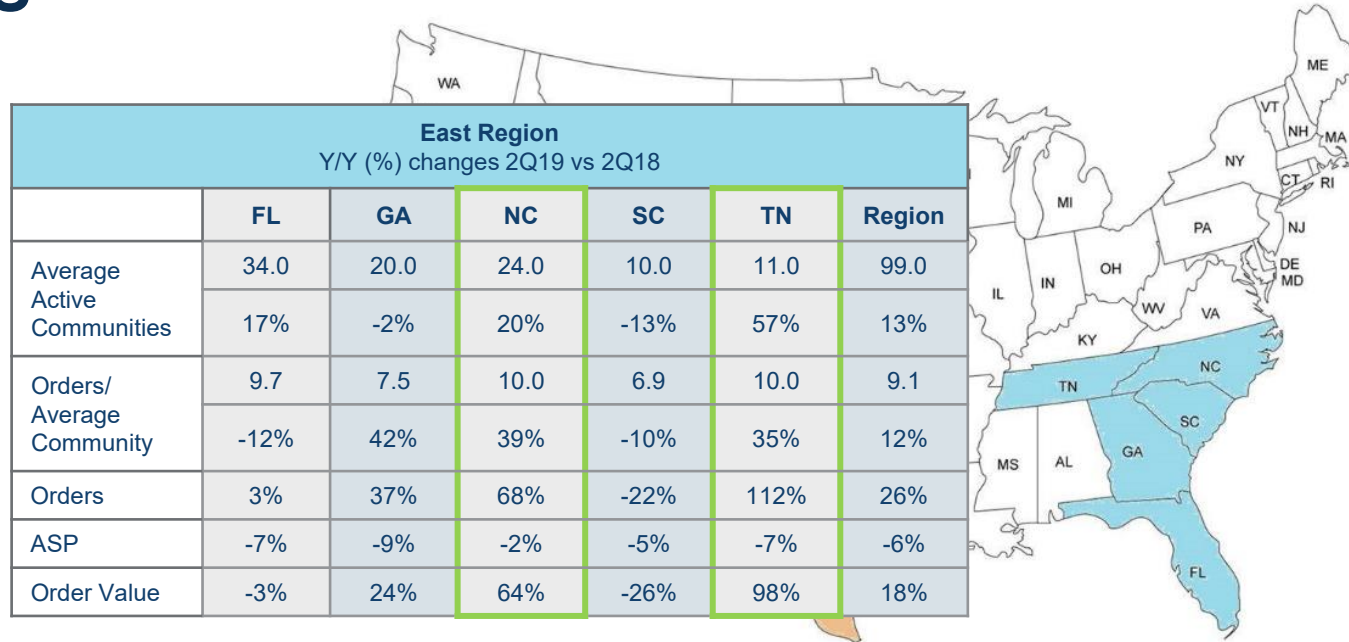 WA
ME
East Region
Y/Y (%) changes 2Q19 vs 2Q18
FL GA NC SC TN Region
Average Active Communities
34.0 20.0 24.0 10.0 11.0 99.0
17% -2% 20% -13% 57% 13%
Orders/ Average Community
9.7 7.5 10.0 6.9 10.0 9.1
-12% 42% 39% -10% 35% 12%
Orders 3% 37% 68% -22% 112% 26%
ASP -7% -9% -2% -5% -7% -6%
Order Value -3% 24% 64% -26% 98% 18%
VT
NH
MA
NY
CT
RI
MI
PA
NJ
OH
DE
MD
IL
IN
WV
VA
KY
NC
TN
SC
MS
AL
GA
FL